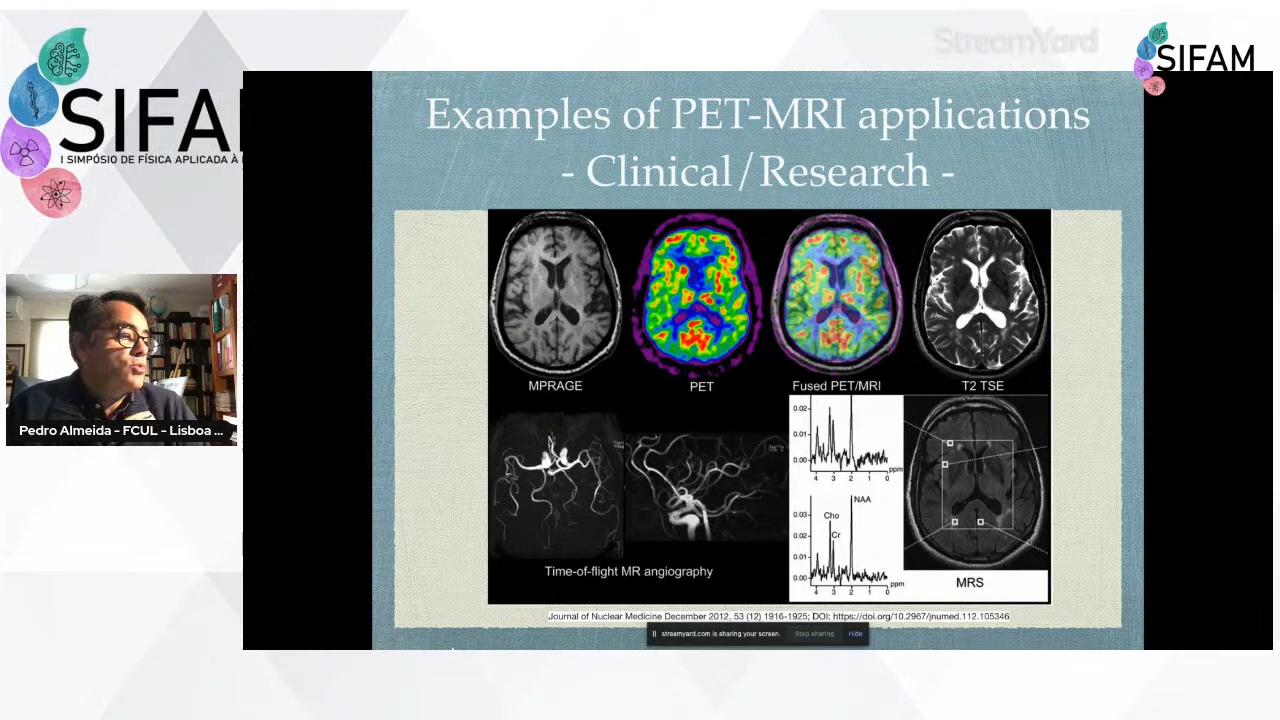 StreamYard
SIFAM
SIFA
I SIMPÓSIO DE FÍSICA APLICADA À
Examples of PET-MRI applications
- Clinical/Research -
MPRAGE
PET
Fused PET/MRI
T2 TSE
0.02
0.01
0.00
4 3 2 1 0
ppm
NAA
0.03
Cho
0.02
Cr
0.01
0.00
4 3 2 1 0
ppm
Time-of-flight MR angiography
MRS
Journal of Nuclear Medicine December 2012, 53 (12) 1916-1925; DOI: https://doi.org/10.2967/jnumed.112.105346
streamyard.com is sharing your screen. Stop sharing Hide
Pedro Almeida - FCUL - Lisboa ...